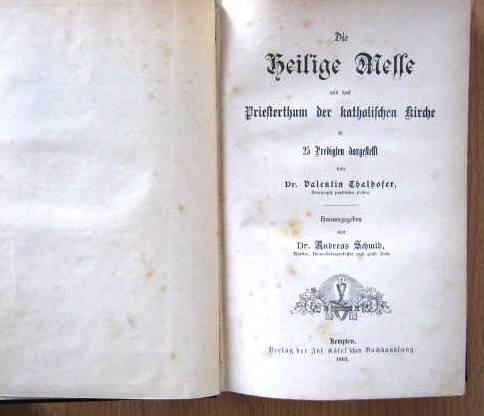 Die
Heilige Messe
und das
Priesterthum der katholischen Kirche
in
25 Predigten dargestellt
von
Dr. Valentin Thalhofer,
Herausgegeben
von
Dr. Andreas Schmid,
Kempten.
Verlag der Jos. Kösel'schen Buchhandlung